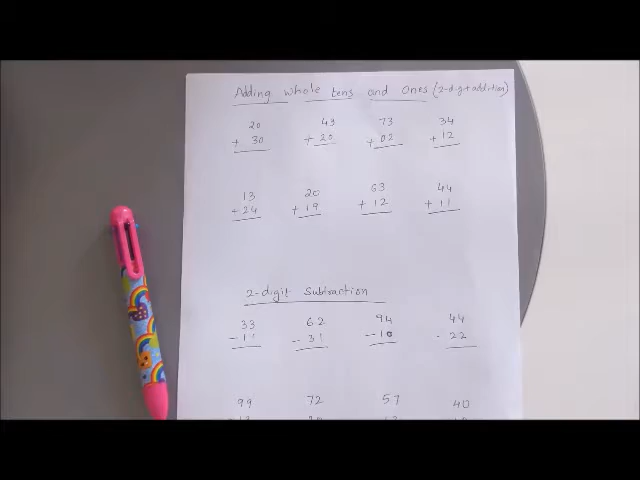 Adding whole tens and ones (2-digit addition)
20 43 73 34
+ 30 + 20 + 02 + 12
13 20 63 44
+ 24 + 19 + 12 + 11
2-digit Subtraction
33 62 94 44
- 11 - 31 - 10 - 22
99 72 57 40